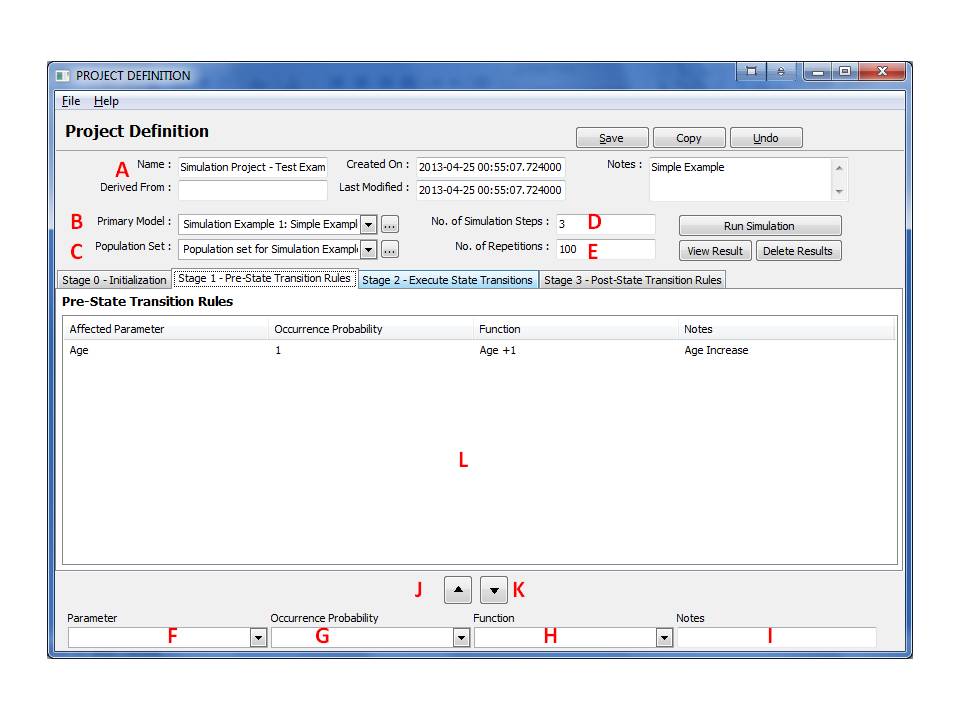 PROJECT DEFINITION
File Help
Project Definition
Save Copy Undo
A Name : Simulation Project - Test Exam Created On : 2013-04-25 00:55:07.724000 Notes : Simple Example
Derived From : Last Modified : 2013-04-25 00:55:07.724000
B Primary Model : Simulation Example 1: Simple Exampl ... No. of Simulation Steps : 3 D Run Simulation
C Population Set : Population set for Simulation Example ... No. of Repetitions : 100 E View Result Delete Results
Stage 0 - Initialization Stage 1 - Pre-State Transition Rules Stage 2 - Execute State Transitions Stage 3 - Post-State Transition Rules
Pre-State Transition Rules
Affected Parameter Occurrence Probability Function Notes
Age 1 Age +1 Age Increase
L
J K
Parameter Occurrence Probability Function Notes
F G H I